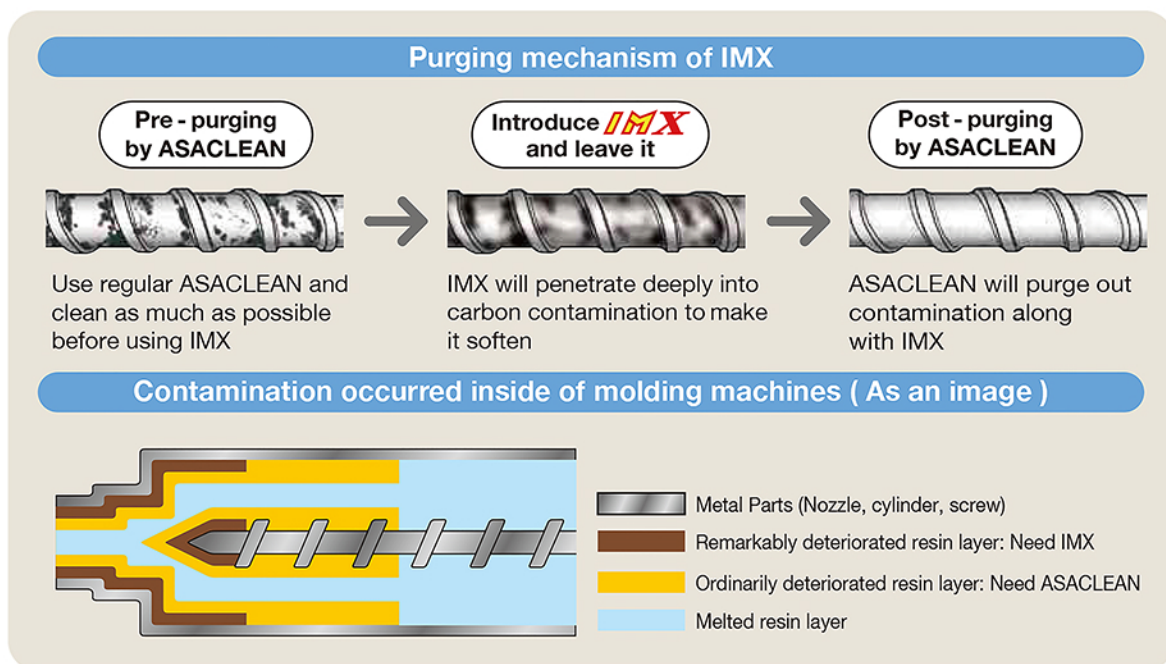 Purging mechanism of IMX
Pre - purging
by ASACLEAN
Introduce IMX
and leave it
Post - purging
by ASACLEAN
Use regular ASACLEAN and
clean as much as possible
before using IMX
IMX will penetrate deeply into
carbon contamination to make
it soften
ASACLEAN will purge out
contamination along
with IMX
Contamination occurred inside of molding machines ( As an image )
Metal Parts (Nozzle, cylinder, screw)
Remarkably deteriorated resin layer: Need IMX
Ordinarily deteriorated resin layer: Need ASACLEAN
Melted resin layer